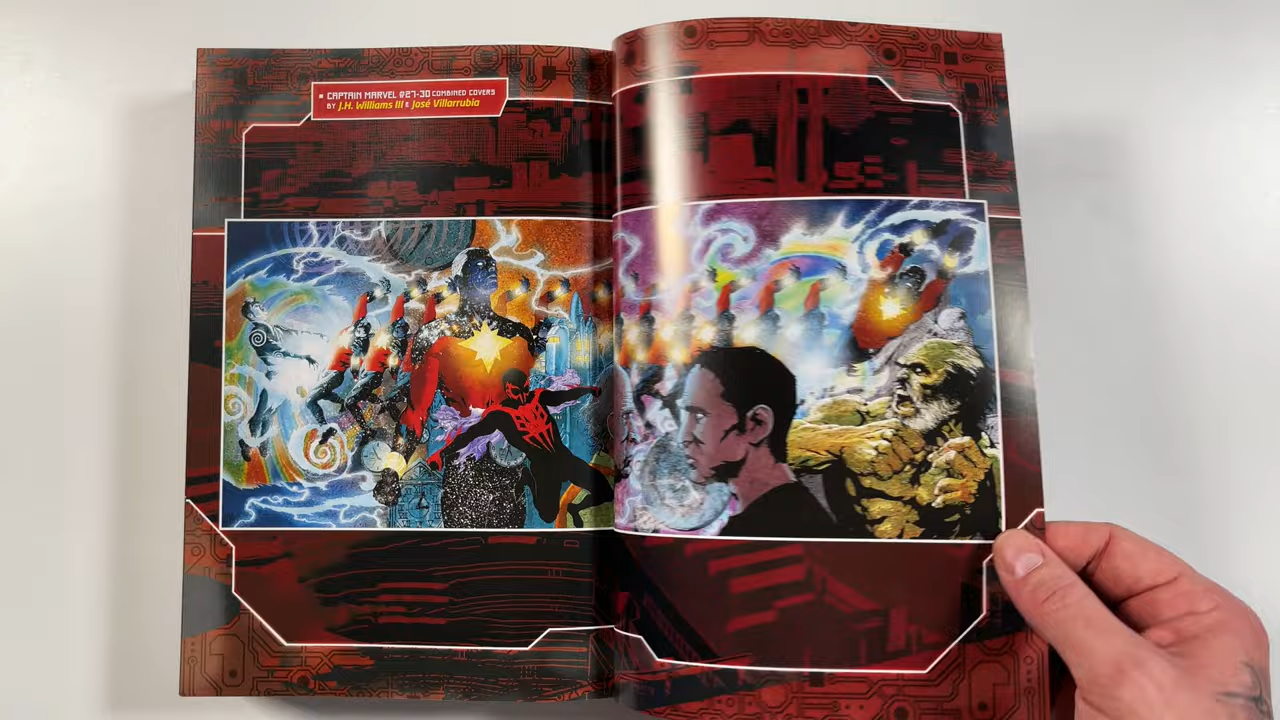 CAPTAIN MARVEL #27-30 COMBINED COVERS
BY J.H. Williams III & José Villarrubia